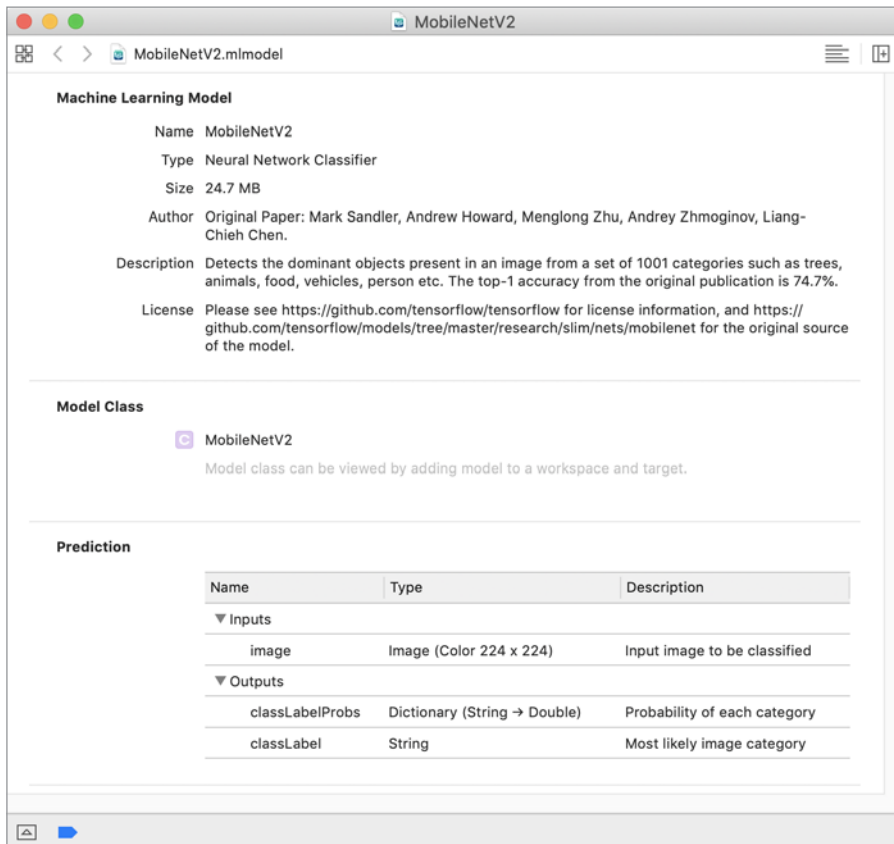 MobileNetV2
MobileNetV2.mlmodel
Machine Learning Model
Name MobileNetV2
Type Neural Network Classifier
Size 24.7 MB
Author Original Paper: Mark Sandler, Andrew Howard, Menglong Zhu, Andrey Zhmoginov, Liang-
Chieh Chen.
Description Detects the dominant objects present in an image from a set of 1001 categories such as trees,
animals, food, vehicles, person etc. The top-1 accuracy from the original publication is 74.7%.
License Please see https://github.com/tensorflow/tensorflow for license information, and https://
github.com/tensorflow/models/tree/master/research/slim/nets/mobilenet for the original source
of the model.
Model Class
C MobileNetV2
Model class can be viewed by adding model to a workspace and target.
Prediction
Name Type Description
Inputs
image Image (Color 224 x 224) Input image to be classified
Outputs
classLabelProbs Dictionary (String → Double) Probability of each category
classLabel String Most likely image category